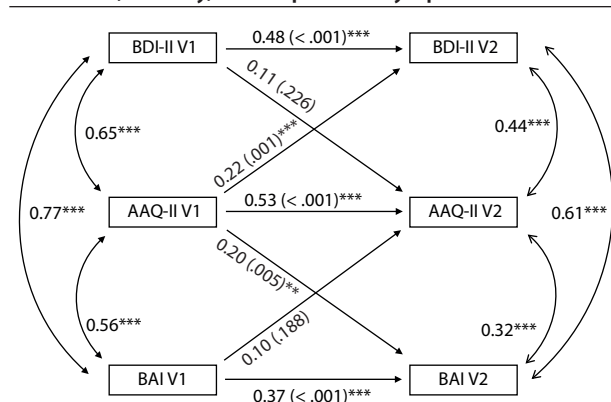 BDI-II V1
0.48 (< .001)***
BDI-II V2
0.11 (.226)
0.65***
0.44***
0.22 (.001)***
0.77***
AAQ-II V1
0.53 (< .001)***
AAQ-II V2
0.61***
0.20 (.005)**
0.56***
0.10 (.188)
0.32***
BAI V1
0.37 (< .001)***
BAI V2